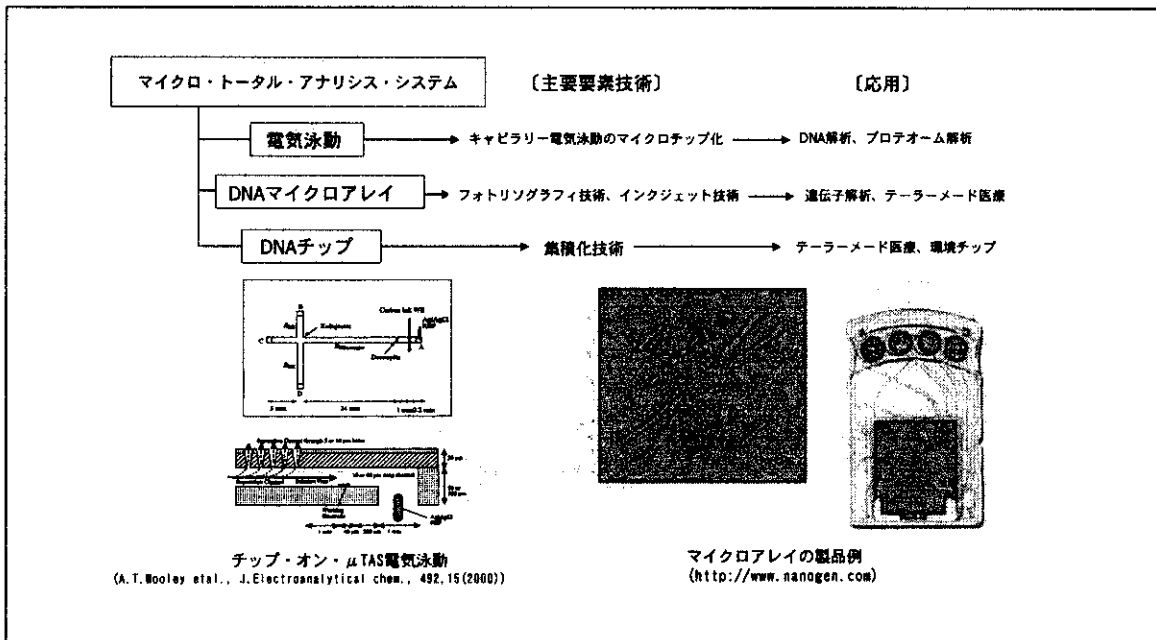 マイクロ・トータル・アナリシス・システム 〔主要要素技術〕 〔応用〕
電気泳動 キャピラリー電気泳動のマイクロチップ化 DNA解析、プロテオーム解析
DNAマイクロアレイ フォトリソグラフィ技術、インクジェット技術 遺伝子解析、テーラーメード医療
DNAチップ 集積化技術 テーラーメード医療、環境チップ
B
C
A
D
5 mm 34 mm
チップ・オン・μTAS電気泳動
(A.T.Wooley etal., J.Electroanalytical chem., 492,15(2000))
マイクロアレイの製品例
(http://www.nanogen.com)